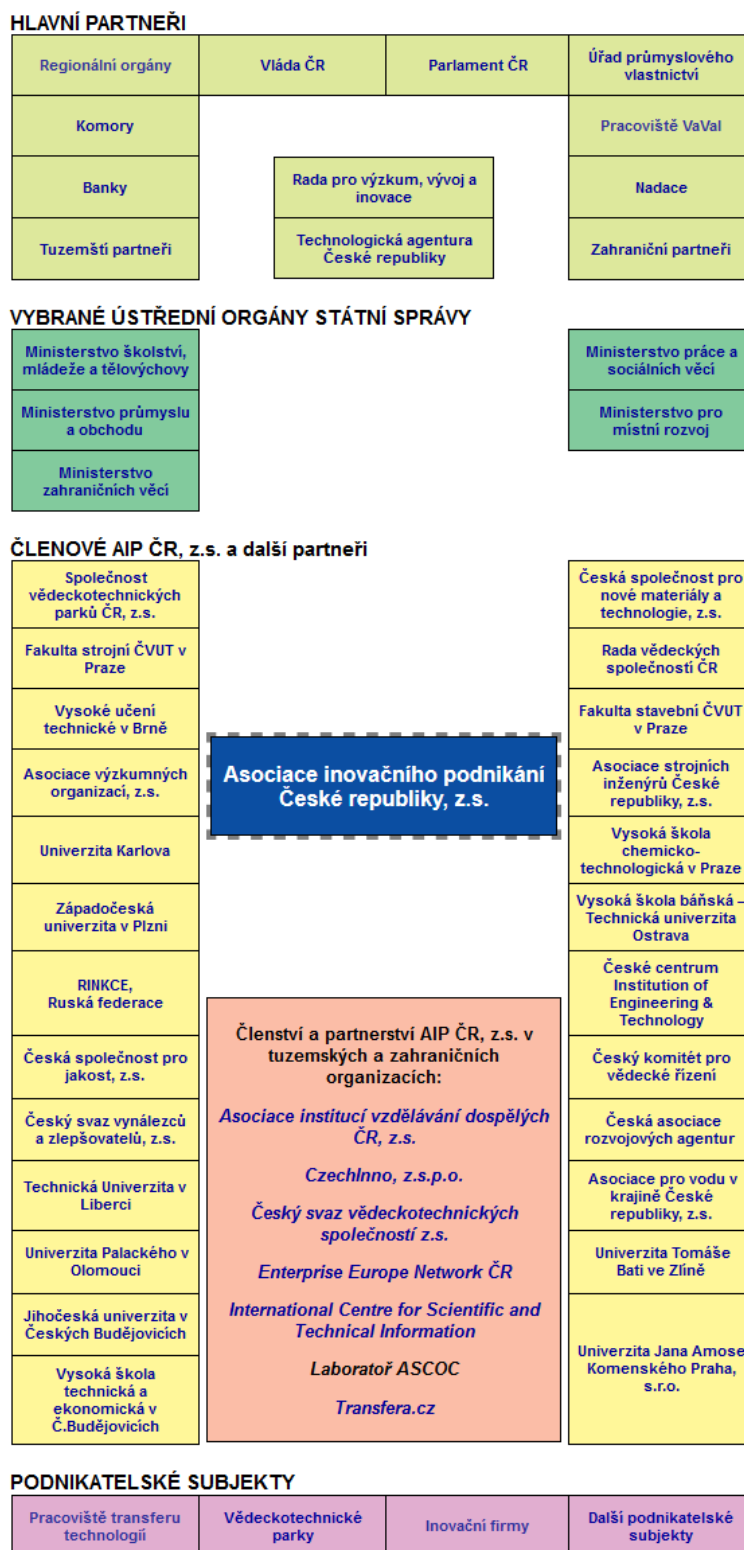 HLAVNÍ PARTNEŘI
Regionální orgány
Vláda ČR
Parlament ČR
Úřad průmyslového
vlastnictví
Komory
Pracoviště VaVaI
Banky
Rada pro výzkum, vývoj a
inovace
Nadace
Tuzemští partneři
Technologická agentura
České republiky
Zahraniční partneři
VYBRANÉ ÚSTŘEDNÍ ORGÁNY STÁTNÍ SPRÁVY
Ministerstvo školství,
mládeže a tělovýchovy
Ministerstvo práce a
sociálních věcí
Ministerstvo průmyslu
a obchodu
Ministerstvo pro
místní rozvoj
Ministerstvo
zahraničních věcí
ČLENOVÉ AIP ČR, z.s. a další partneři
Společnost
vědeckotechnických
parků ČR, z.s.
Česká společnost pro
nové materiály a
technologie, z.s.
Fakulta strojní ČVUT v
Praze
Rada vědeckých
společností ČR
Vysoké učení
technické v Brně
Fakulta stavební ČVUT
v Praze
Asociace výzkumných
organizací, z.s.
Asociace inovačního podnikání
České republiky, z.s.
Asociace strojních
inženýrů České
republiky, z.s.
Univerzita Karlova
Vysoká škola
chemicko-
technologická v Praze
Západočeská
univerzita v Plzni
Vysoká škola báňská –
Technická univerzita
Ostrava
RINKCE,
Ruská federace
České centrum
Institution of
Engineering &
Technology
Česká společnost pro
jakost, z.s.
Český komitét pro
vědecké řízení
Český svaz vynálezců
a zlepšovatelů, z.s.
Česká asociace
rozvojových agentur
Technická Univerzita v
Liberci
Asociace pro vodu v
krajině České
republiky, z.s.
Univerzita Palackého v
Olomouci
Univerzita Tomáše
Bati ve Zlíně
Jihočeská univerzita v
Českých Budějovicích
Univerzita Jana Amose
Komenského Praha,
s.r.o.
Vysoká škola
technická a
ekonomická v
Č.Budějovicích
Členství a partnerství AIP ČR, z.s. v
tuzemských a zahraničních
organizacích:
Asociace institucí vzdělávání dospělých
ČR, z.s.
CzechInno, z.s.p.o.
Český svaz vědeckotechnických
společností z.s.
Enterprise Europe Network ČR
International Centre for Scientific and
Technical Information
Laboratoř ASCOC
Transfera.cz
PODNIKATELSKÉ SUBJEKTY
Pracoviště transferu
technologií
Vědeckotechnické
parky
Inovační firmy
Další podnikatelské
subjekty